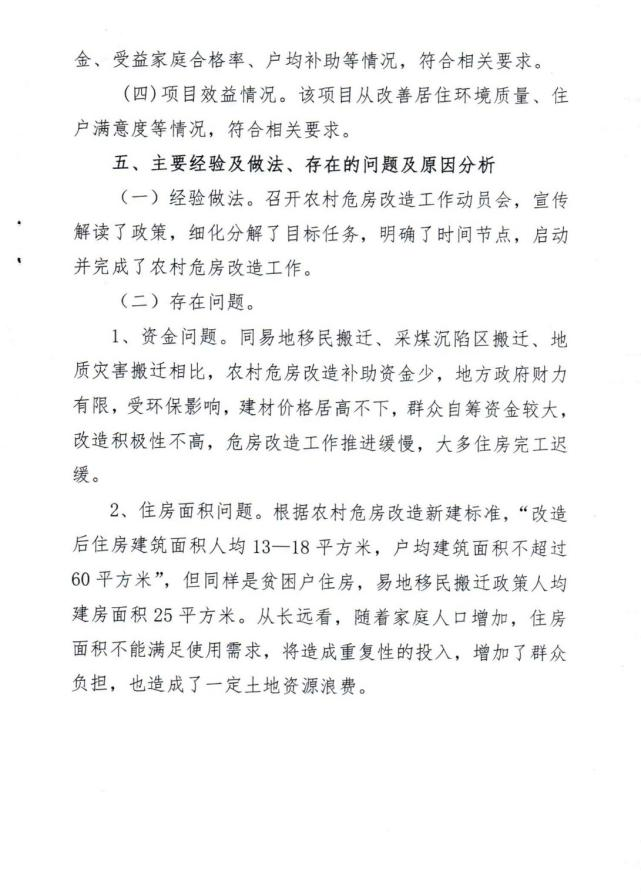 金、受益家庭合格率、户均补助等情况，符合相关要求。
(四)项目效益情况。该项目从改善居住环境质量、住
户满意度等情况，符合相关要求。
五、主要经验及做法、存在的问题及原因分析
（一）经验做法。召开农村危房改造工作动员会，宣传
解读了政策，细化分解了目标任务，明确了时间节点，启动
并完成了农村危房改造工作。
（二）存在问题。
1、资金问题。同易地移民搬迁、采煤沉陷区搬迁、地
质灾害搬迁相比，农村危房改造补助资金少，地方政府财力
有限，受环保影响，建材价格居高不下，群众自筹资金较大，
改造积极性不高，危房改造工作推进缓慢，大多住房完工迟
缓。
2、住房面积问题。根据农村危房改造新建标准，“改造
后住房建筑面积人均13—18平方米，户均建筑面积不超过
60平方米”，但同样是贫困户住房，易地移民搬迁政策人均
建房面积25平方米。从长远看，随着家庭人口增加，住房
面积不能满足使用需求，将造成重复性的投入，增加了群众
负担，也造成了一定土地资源浪费。